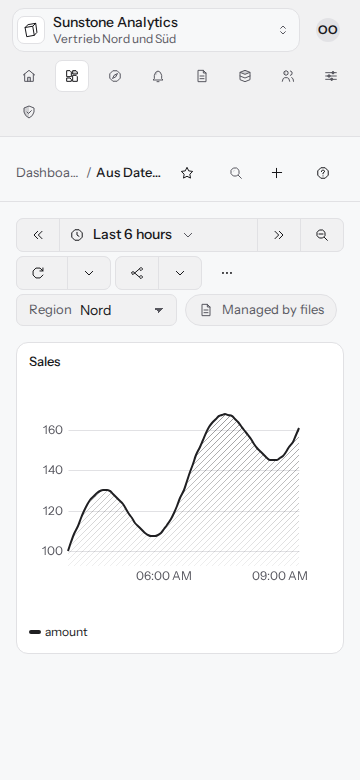 Sunstone Analytics
Vertrieb Nord und Süd
OO
Dashboa... / Aus Date...
Last 6 hours
Region Nord
Managed by files
Sales
160
140
120
100
06:00 AM 09:00 AM
amount